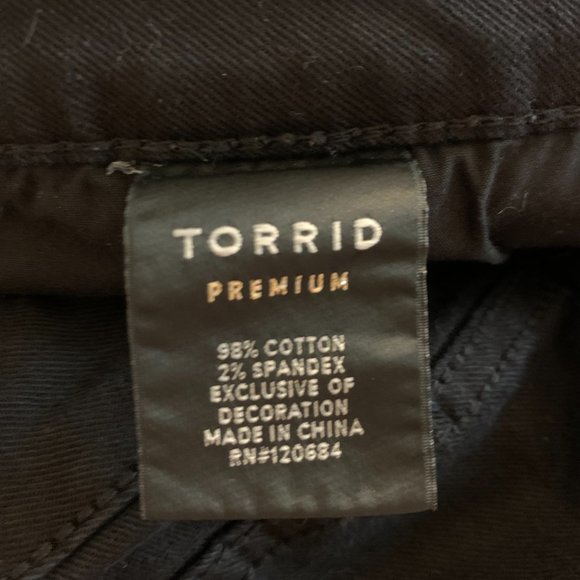 TORRID
PREMIUM
98% COTTON
2% SPANDEX
EXCLUSIVE OF
DECORATION
MADE IN CHINA
RN#120684